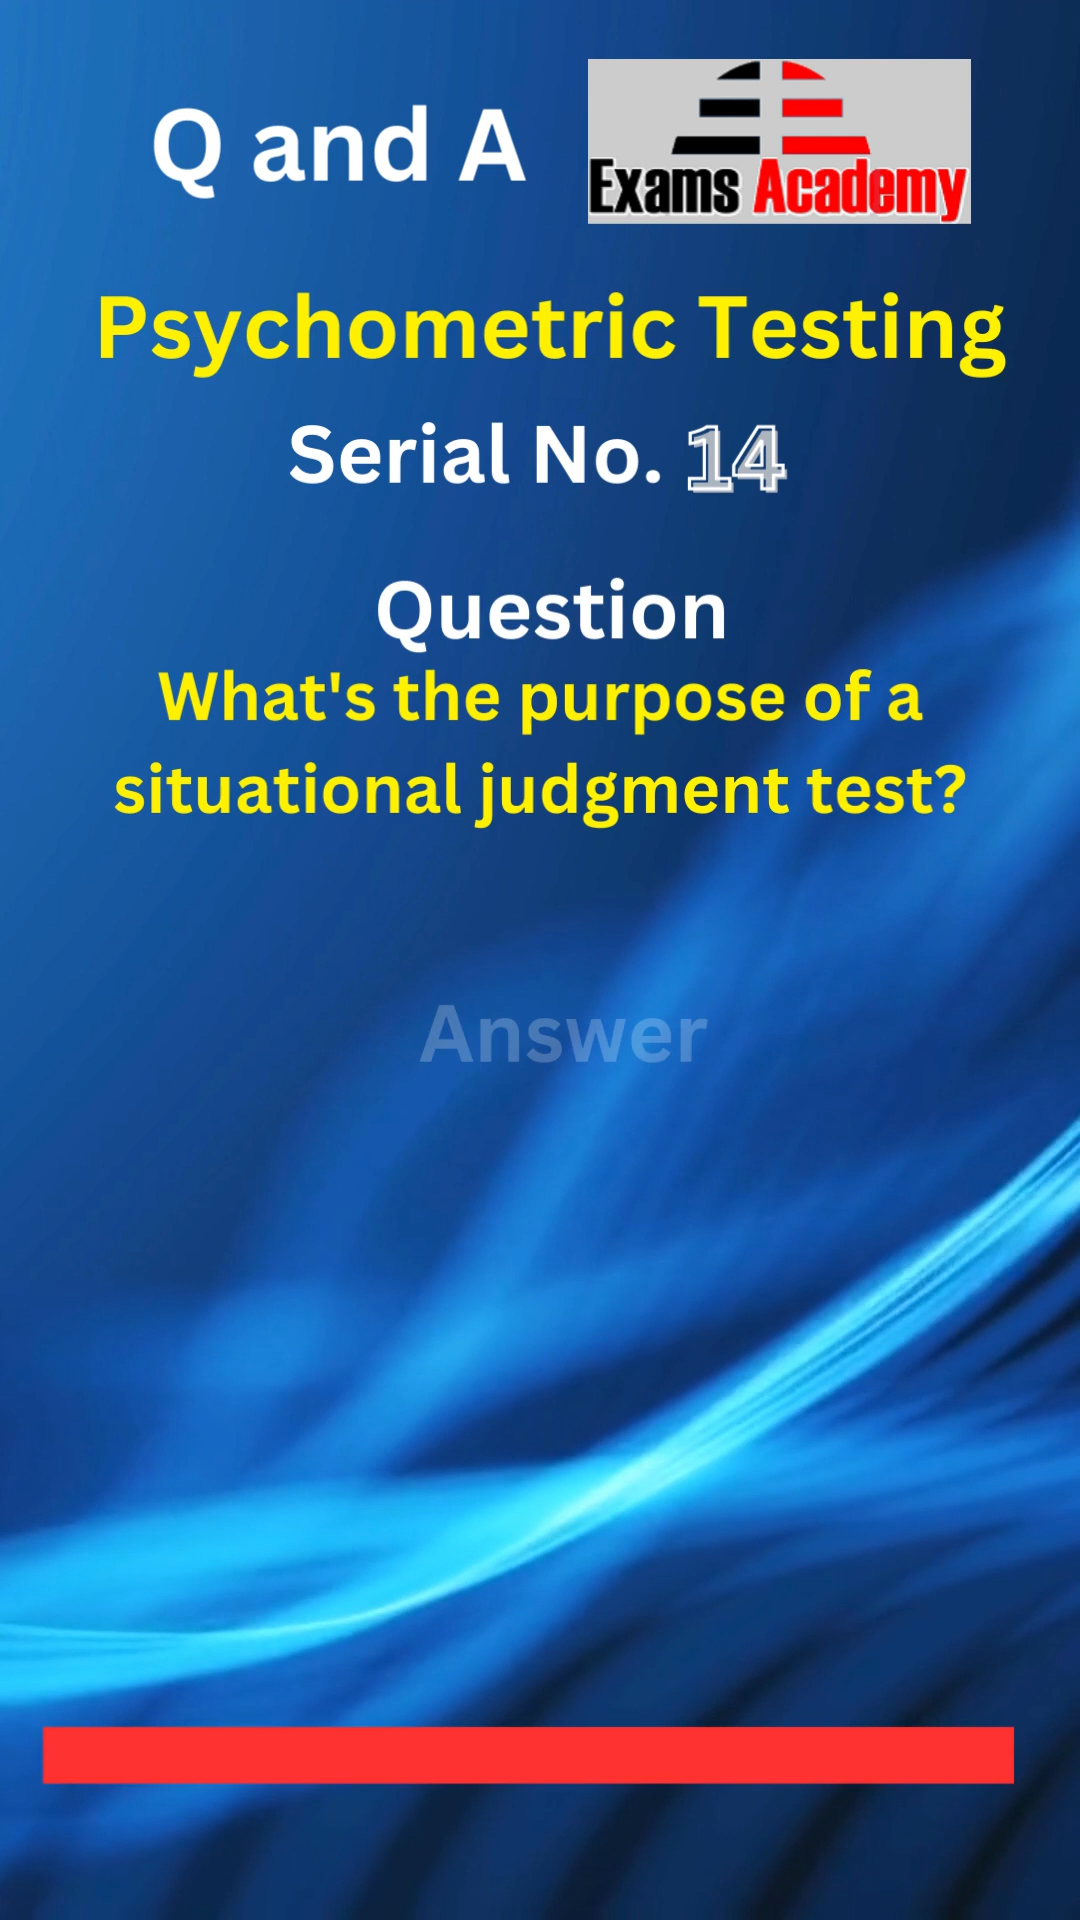 Q and A
Exams Academy
Psychometric Testing
Serial No. 14
Question
What's the purpose of a
situational judgment test?
Answer